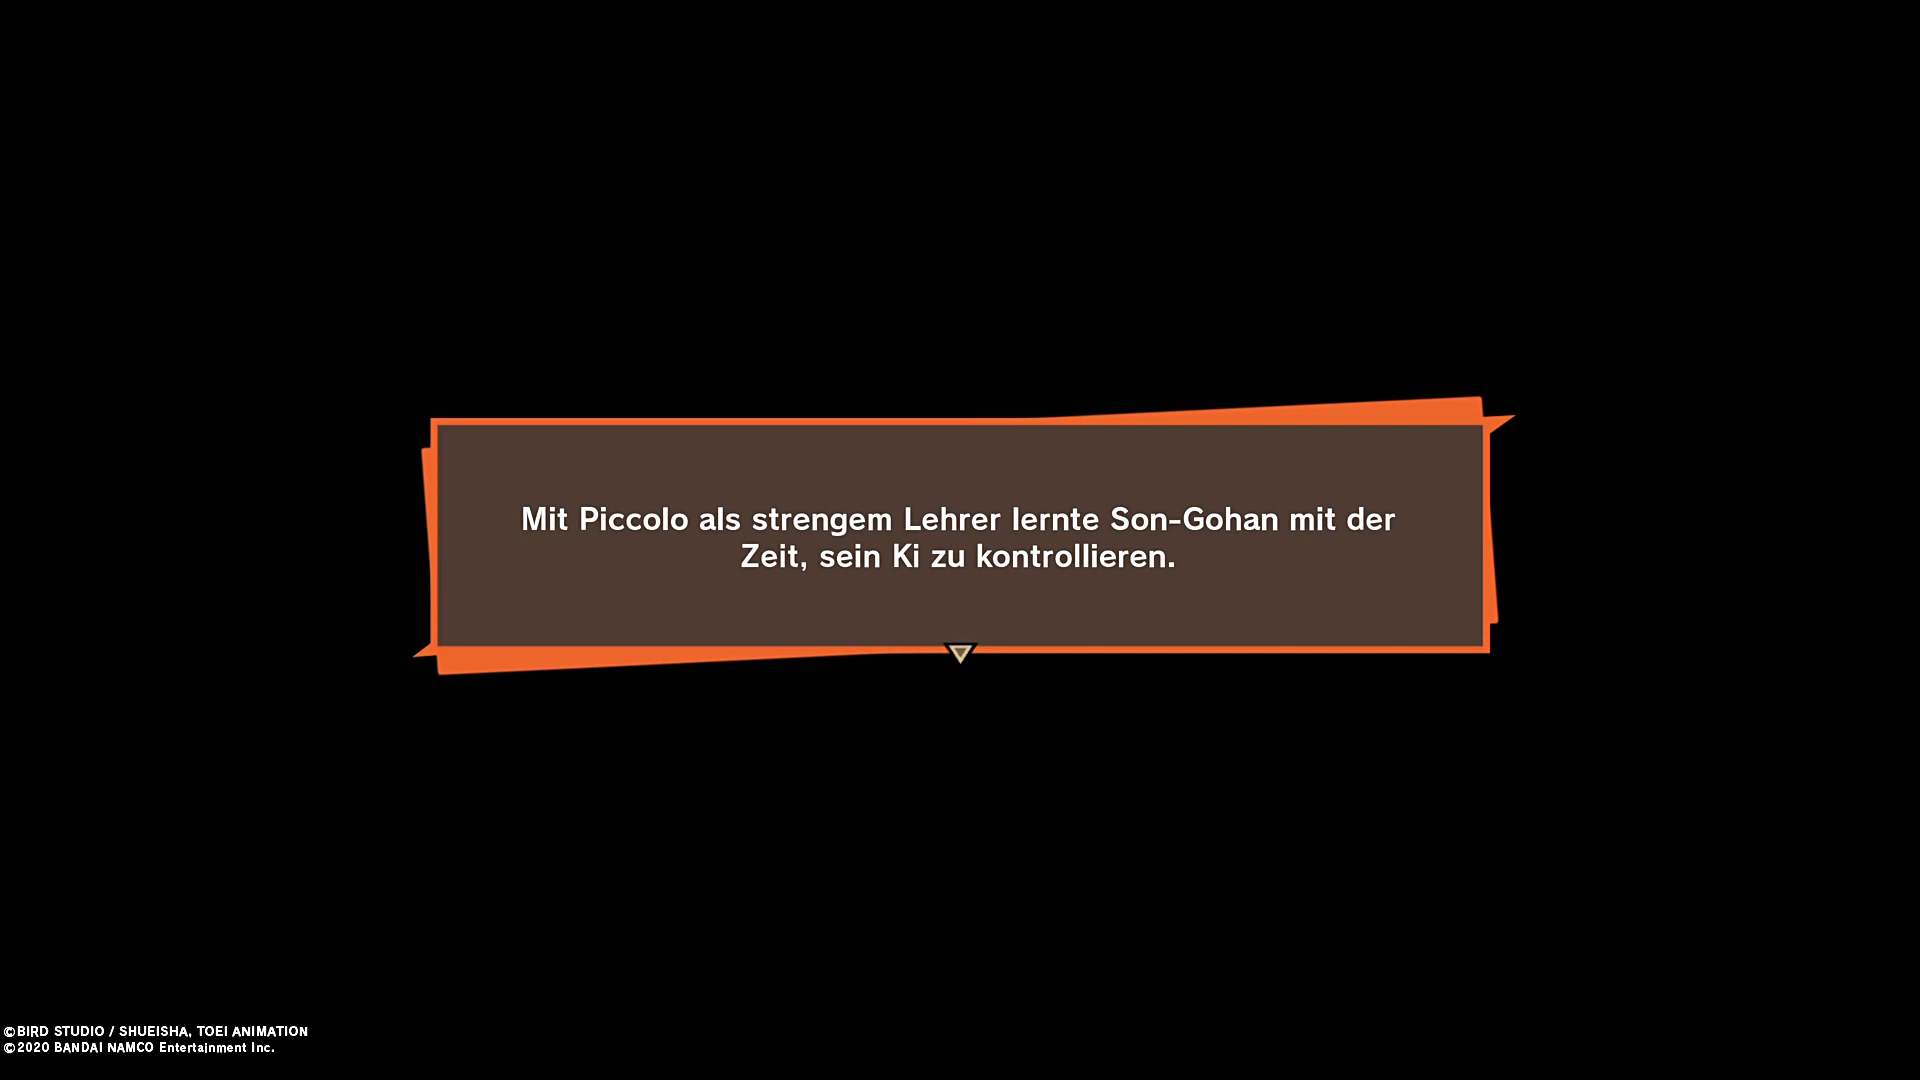 Mit Piccolo als strengem Lehrer lernte Son-Gohan mit der
Zeit, sein Ki zu kontrollieren.
©BIRD STUDIO / SHUEISHA, TOEI ANIMATION
©2020 BANDAI NAMCO Entertainment Inc.